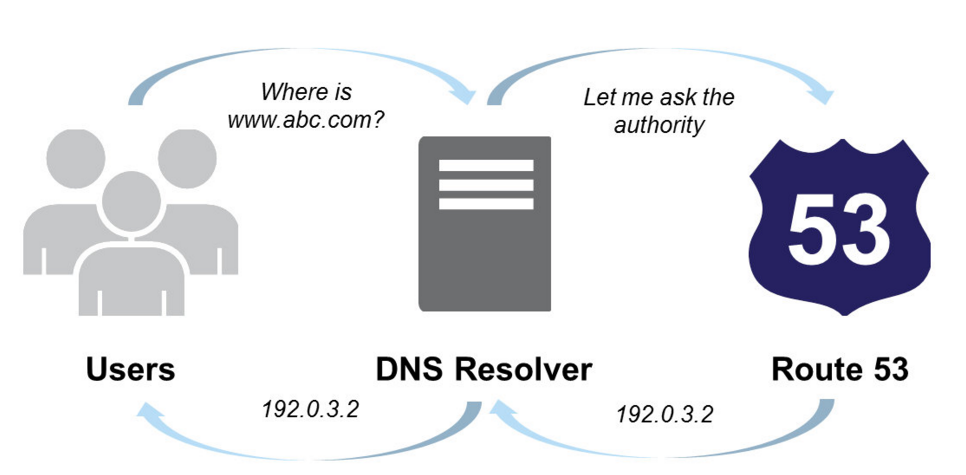 Where is
www.abc.com?
Let me ask the
authority
53
Users
DNS Resolver
Route 53
192.0.3.2
192.0.3.2